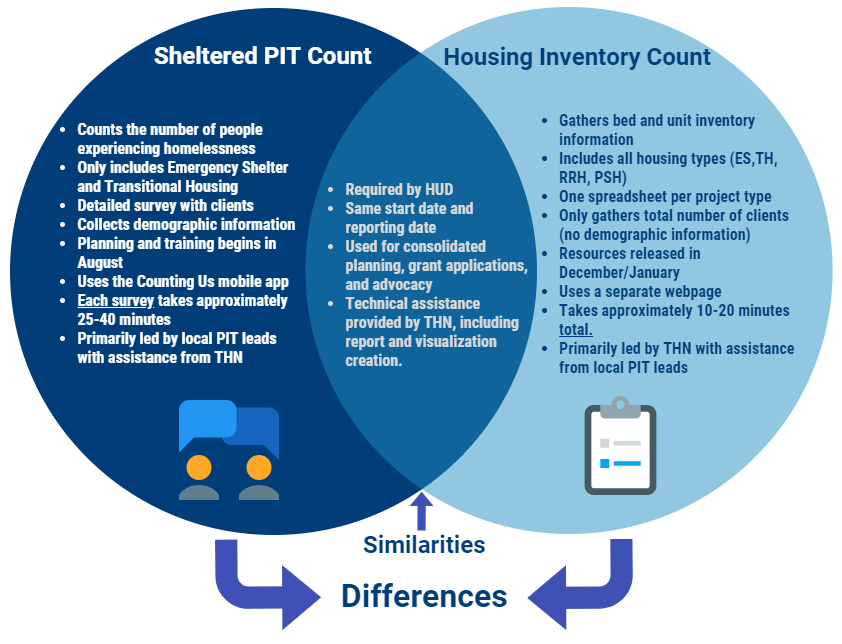 Sheltered PIT Count
• Counts the number of people
experiencing homelessness
• Only includes Emergency Shelter
and Transitional Housing
• Detailed survey with clients
• Collects demographic information
• Planning and training begins in
August
• Uses the Counting Us mobile app
• Each survey takes approximately
25-40 minutes
• Primarily led by local PIT leads
with assistance from THN
• Required by HUD
• Same start date and
reporting date
• Used for consolidated
planning, grant applications,
and advocacy
• Technical assistance
provided by THN, including
report and visualization
creation.
Housing Inventory Count
• Gathers bed and unit inventory
information
• Includes all housing types (ES,TH,
RRH, PSH)
• One spreadsheet per project type
• Only gathers total number of clients
(no demographic information)
• Resources released in
December/January
• Uses a separate webpage
• Takes approximately 10-20 minutes
total.
• Primarily led by THN with assistance
from local PIT leads
Similarities
Differences